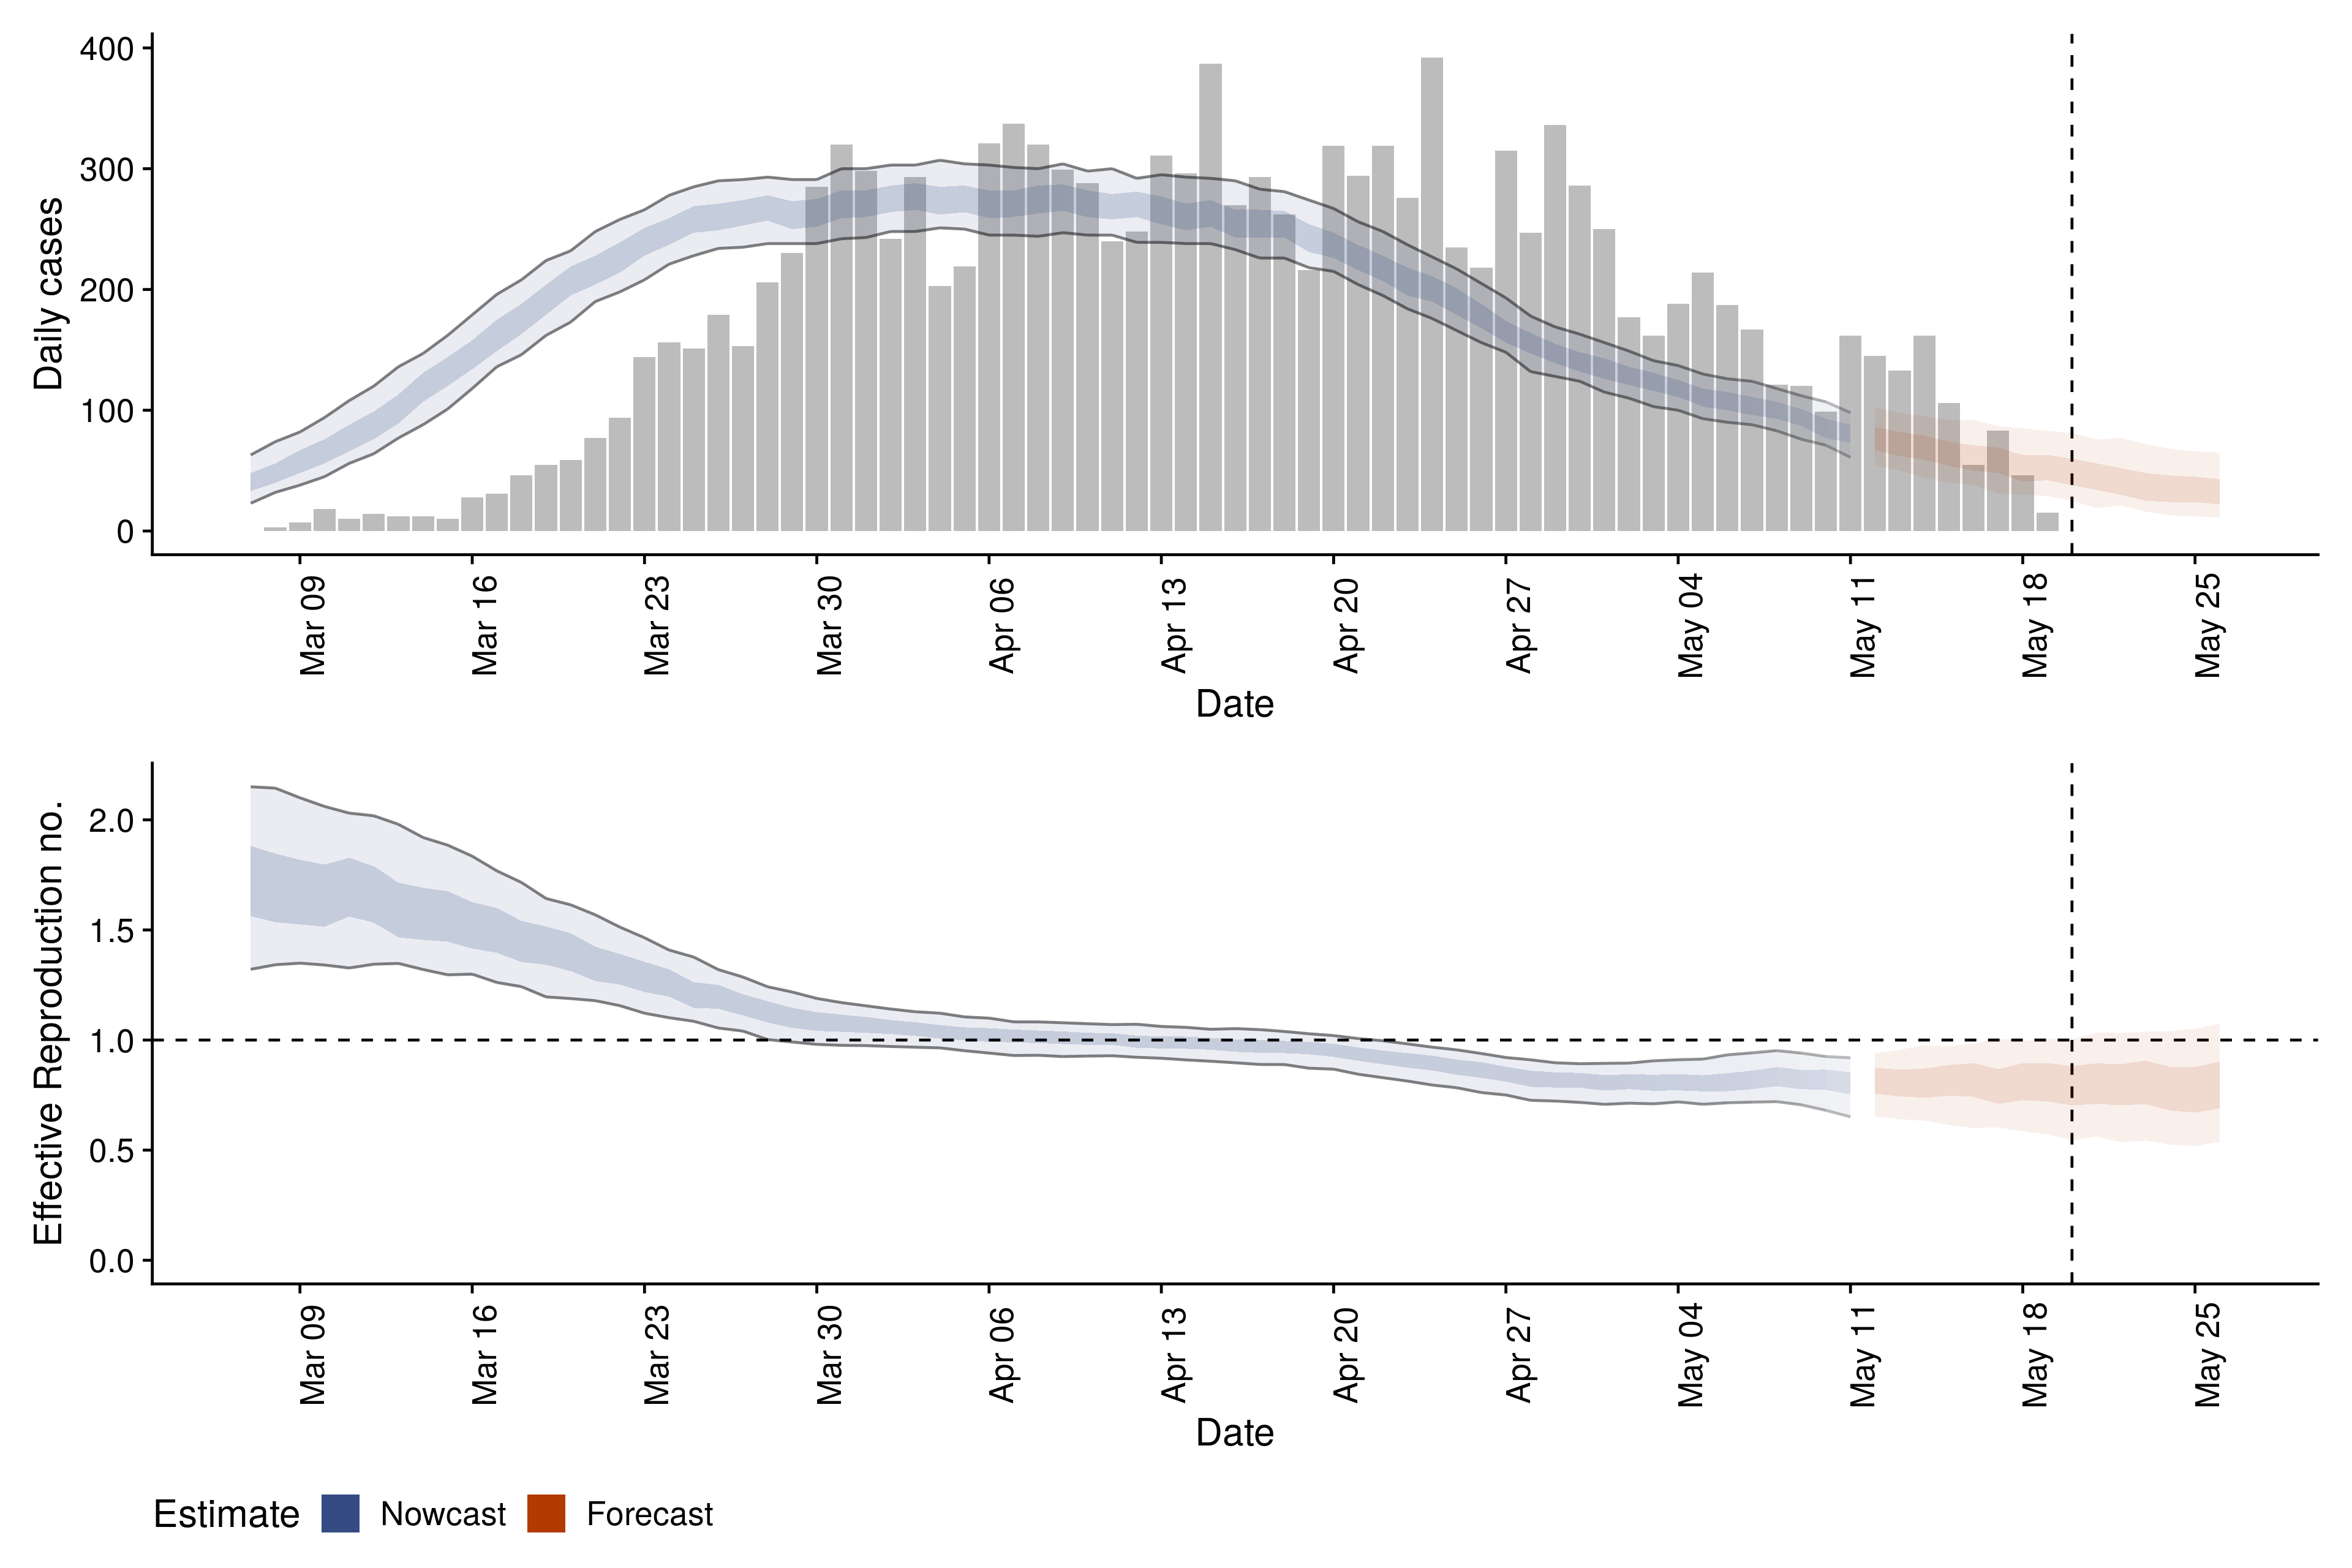 Daily cases
400
300
200
100
0
Mar 09
Mar 16
Mar 23
Mar 30
Apr 06
Apr 13
Apr 20
Apr 27
May 04
May 11
May 18
May 25
Date
Effective Reproduction no.
2.0
1.5
1.0
0.5
0.0
Mar 09
Mar 16
Mar 23
Mar 30
Apr 06
Apr 13
Apr 20
Apr 27
May 04
May 11
May 18
May 25
Date
Estimate Nowcast Forecast